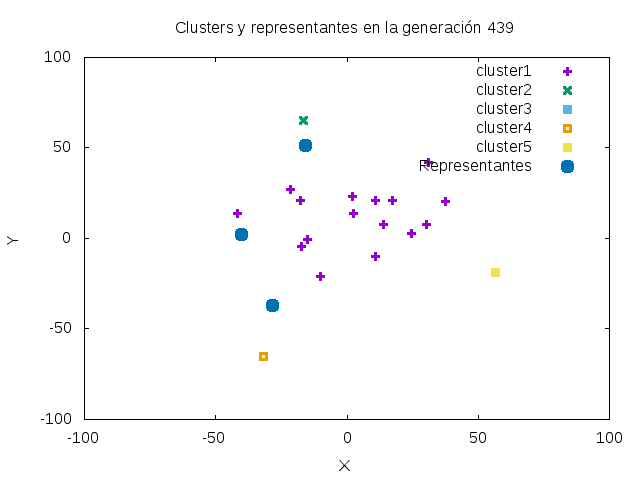 Clusters y representantes en la generación 439
100
50
0
-50
-100
-100 -50 0 50 100
Y
X
cluster1
cluster2
cluster3
cluster4
cluster5
Representantes